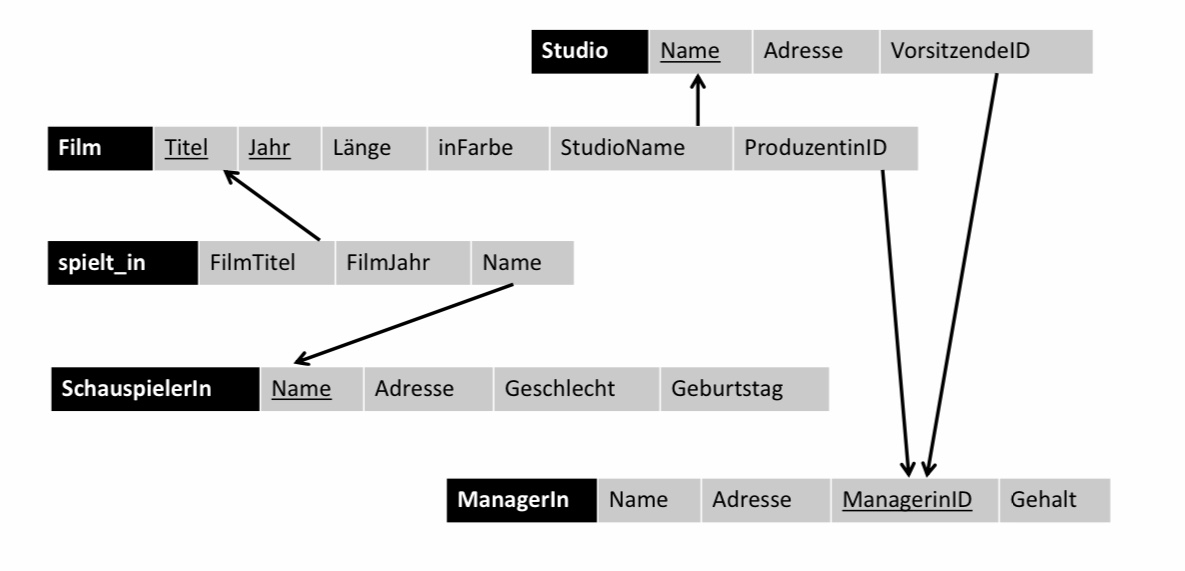 Studio Name Adresse VorsitzendeID
Film Titel Jahr Länge inFarbe StudioName ProduzentinID
spielt_in FilmTitel FilmJahr Name
SchauspielerIn Name Adresse Geschlecht Geburtstag
ManagerIn Name Adresse ManagerinID Gehalt